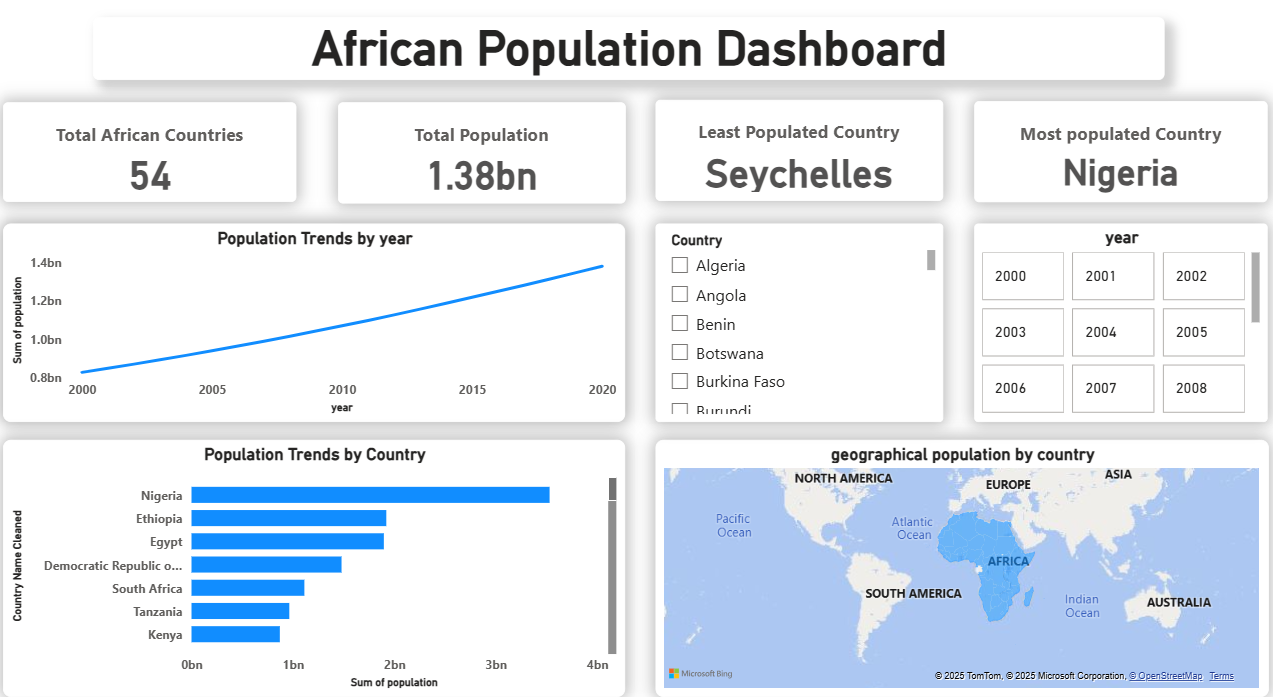 African Population Dashboard
Total African Countries
54
Total Population
1.38bn
Least Populated Country
Seychelles
Most populated Country
Nigeria
Population Trends by year
Sum of population
1.4bn
1.2bn
1.0bn
0.8bn
2000 2005 2010 2015 2020
year
Country
Algeria
Angola
Benin
Botswana
Burkina Faso
Burundi
year
2000 2001 2002
2003 2004 2005
2006 2007 2008
Population Trends by Country
Country Name Cleaned
Nigeria
Ethiopia
Egypt
Democratic Republic o...
South Africa
Tanzania
Kenya
0bn 1bn 2bn 3bn 4bn
Sum of population
geographical population by country
NORTH AMERICA
EUROPE
ASIA
Pacific
Ocean
Atlantic
Ocean
AFRICA
SOUTH AMERICA
Indian
Ocean
AUSTRALIA
Microsoft Bing
© 2025 TomTom, © 2025 Microsoft Corporation, © OpenStreetMap Terms